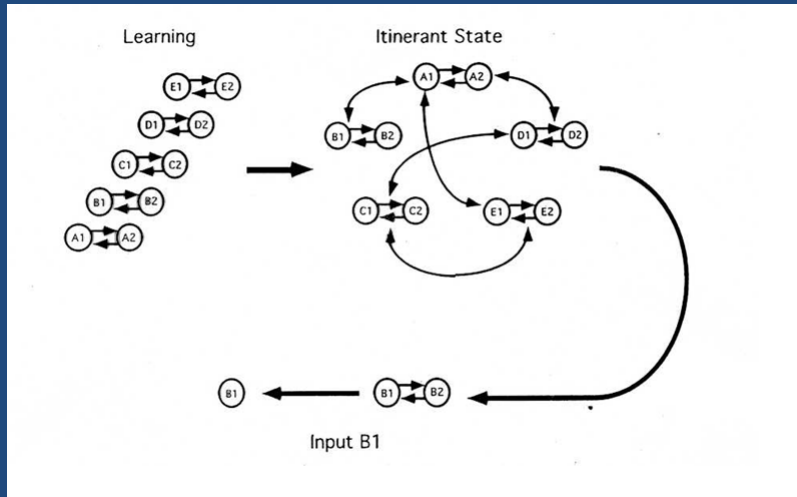 Learning
Itinerant State
E1 E2
D1 D2
C1 C2
B1 B2
A1 A2
A1 A2
B1 B2
D1 D2
C1 C2
E1 E2
B1
B1 B2
Input B1